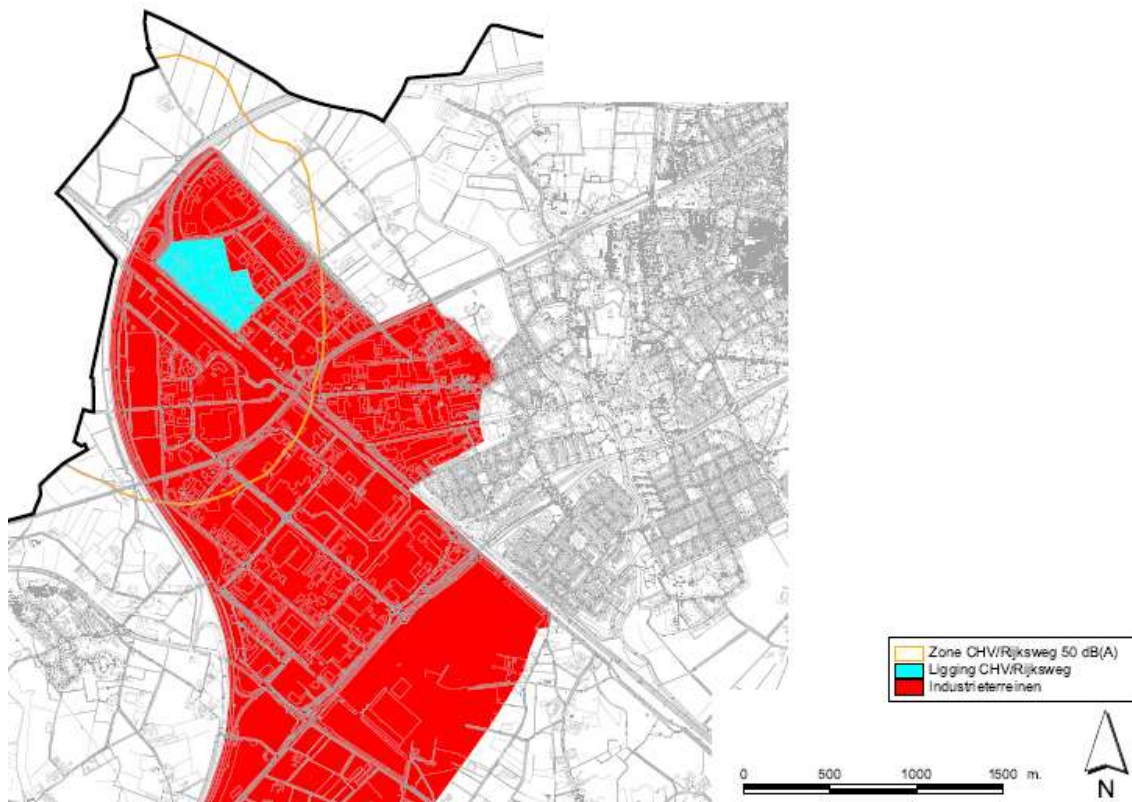 Zone CHV/Rijksweg 50 dB(A)
Ligging CHV/Rijksweg
Industrieterreinen
0 500 1000 1500 m.
N